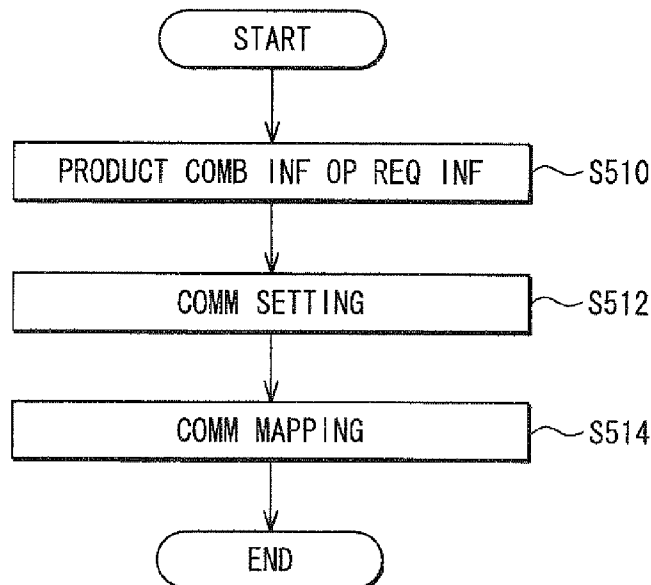 START
PRODUCT COMB INF OP REQ INF
S510
COMM SETTING
S512
COMM MAPPING
S514
END